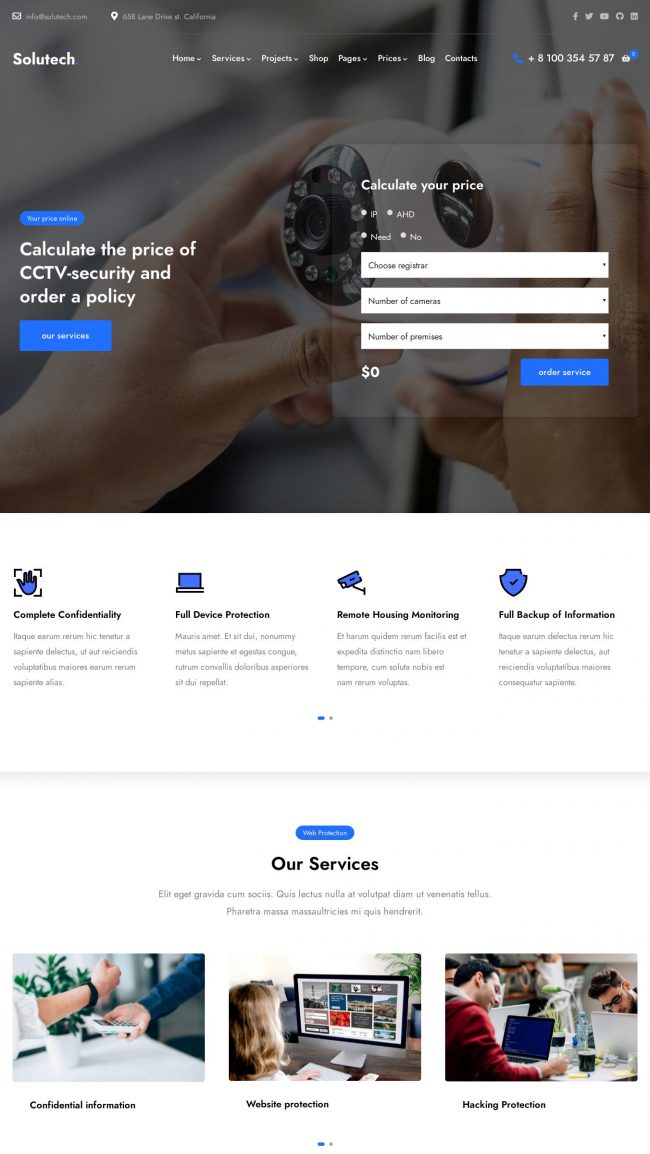 info@solutech.com
658 Lane Drive st. California
Solutech.
Home Services Projects Shop Pages Prices Blog Contacts
+ 8 100 354 57 87
0
Your price online
Calculate the price of
CCTV-security and
order a policy
our services
Calculate your price
IP AHD
Need No
Choose registrar
Number of cameras
Number of premises
$0
order service
Complete Confidentiality
Itaque earum rerum hic tenetur a
sapiente delectus, ut aut reiciendis
voluptatibus maiores earum rerum
sapiente alias.
Full Device Protection
Mauris amet. Et sit dui, nonummy
metus sapiente et egestas congue,
rutrum convallis doloribus asperiores
sit dui repellat.
Remote Housing Monitoring
Et harum quidem rerum facilis est et
expedita distinctio nam libero
tempore, cum soluta nobis est
nam rerum voluptas.
Full Backup of Information
Itaque earum delectus rerum hic
tenetur a sapiente delectus, aut
reiciendis voluptatibus maiores
consequatur sapiente.
Web Protection
Our Services
Elit eget gravida cum sociis. Quis lectus nulla at volutpat diam ut venenatis tellus.
Pharetra massa massaultricies mi quis hendrerit.
Confidential information
Website protection
Hacking Protection